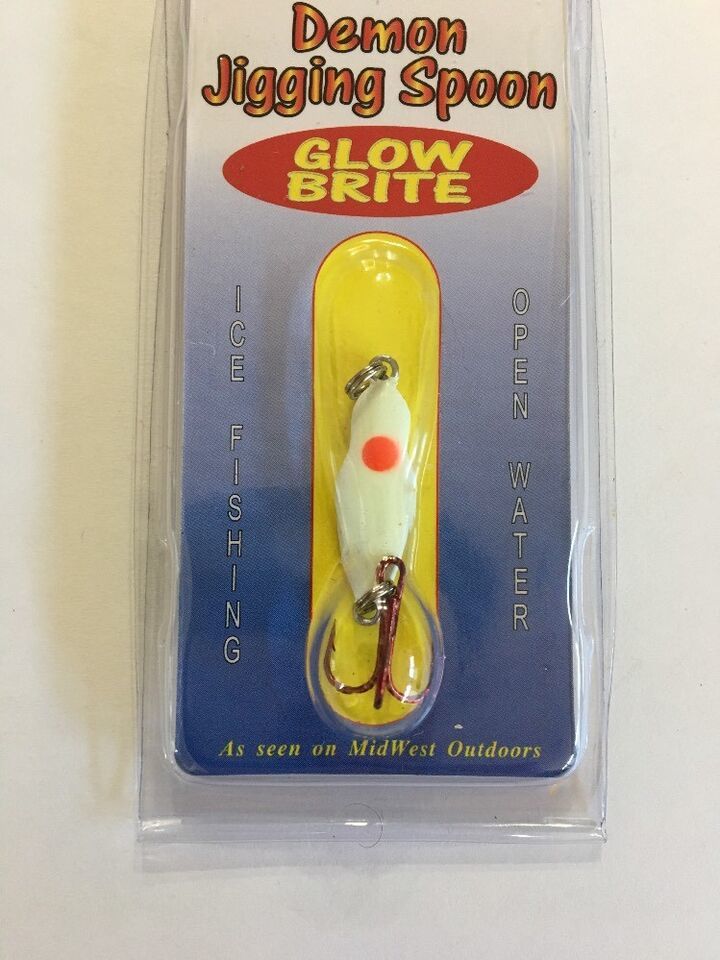 Demon
Jigging Spoon
GLOW
BRITE
ICE FISHING
OPEN WATER
As seen on MidWest Outdoors